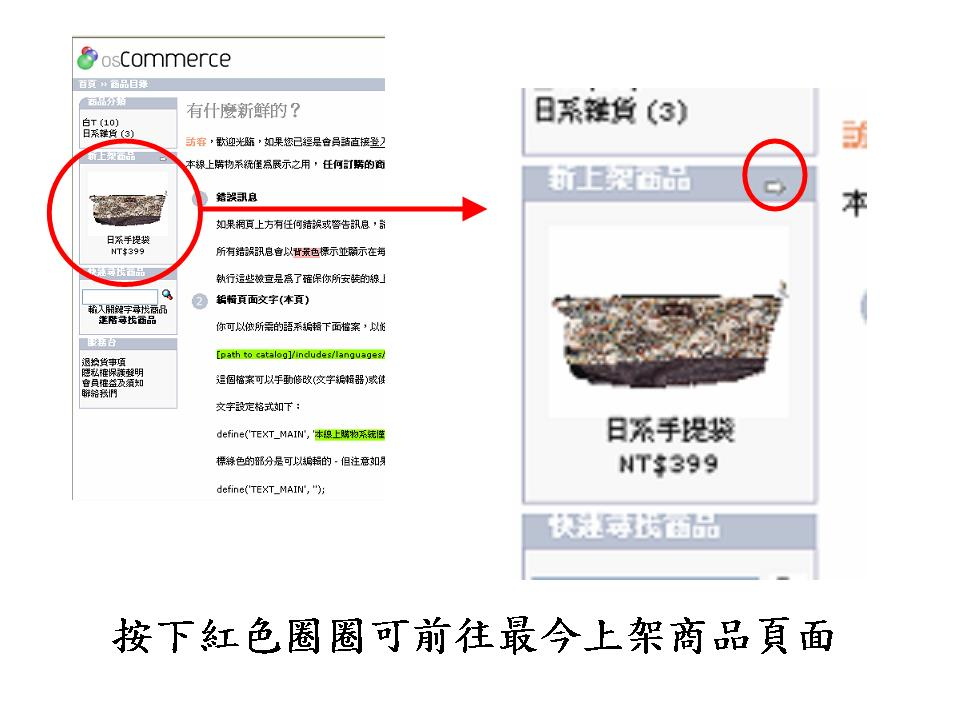 osCommerce
首頁 >> 商品目錄
商品分類
白T (10)
日系雜貨 (3)
新上架商品
日系手提袋
NT$399
快速尋找商品
輸入關鍵字尋找商品
進階尋找商品
服務台
退換貨事項
隱私權保護聲明
會員權益及須知
聯絡我們
有什麼新鮮的？
訪客，歡迎光臨，如果您已經是會員請直接登入
本線上購物系統僅為展示之用， 任何訂購的商
錯誤訊息
如果網頁上方有任何錯誤或警告訊息，
所有錯誤訊息會以背景色標示並顯示在每
執行這些檢查是為了確保你所安裝的線上
2 編輯頁面文字(本頁)
你可以依所需的語系編輯下面檔案，以
[path to catalog]/includes/languages/
這個檔案可以手動修改(文字編輯器)或使
文字設定格式如下：
define('TEXT_MAIN', '本線上購物系統僅
標綠色的部分是可以編輯的 - 但注意如果
define('TEXT_MAIN', '');
日系雜貨 (3)
訪
新上架商品
本
日系手提袋
NT$399
快速尋找商品
按下紅色圈圈可前往最今上架商品頁面